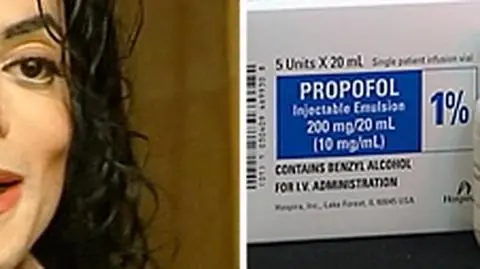 5 Units X 20 mL Single patient infusion vial
PROPOFOL
Injectable Emulsion
200 mg/20 mL
(10 mg/mL)
1%
CONTAINS BENZYL ALCOHOL
FOR I.V. ADMINISTRATION
Hospira, Inc., Lake Forest, IL 60045 USA